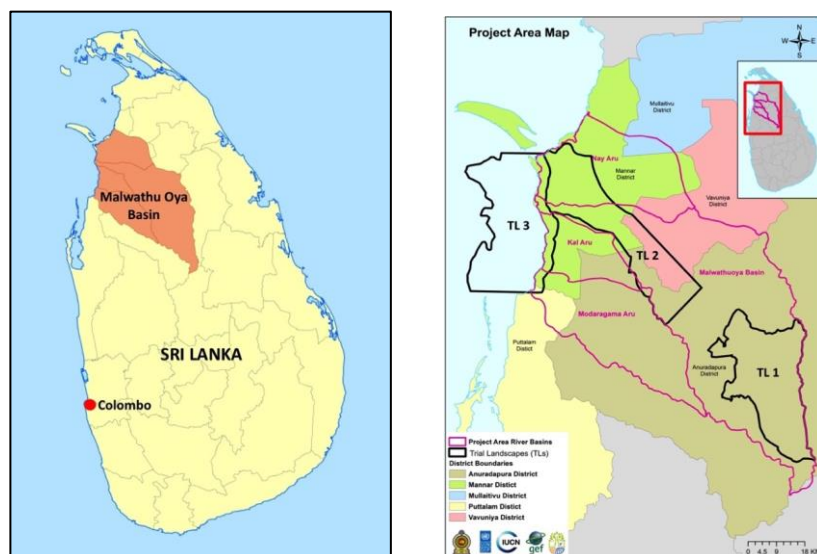 Malwathu Oya
Basin
SRI LANKA
Colombo
Project Area Map
N
W E
S
Mullaitivu
District
Nay Aru
Mannar
District
Vavuniya
District
TL 3
Kal Aru
TL 2
Malwathuoya Basin
Modaragama Aru
Puttalam
District
Anuradapura
District
TL 1
Project Area River Basins
Trial Landscapes (TLs)
District Boundaries
Anuradapura District
Mannar Distict
Mullaitivu District
Puttalam Distict
Vavuniya District
IUCN
gef
0 4.5 9 18 KM